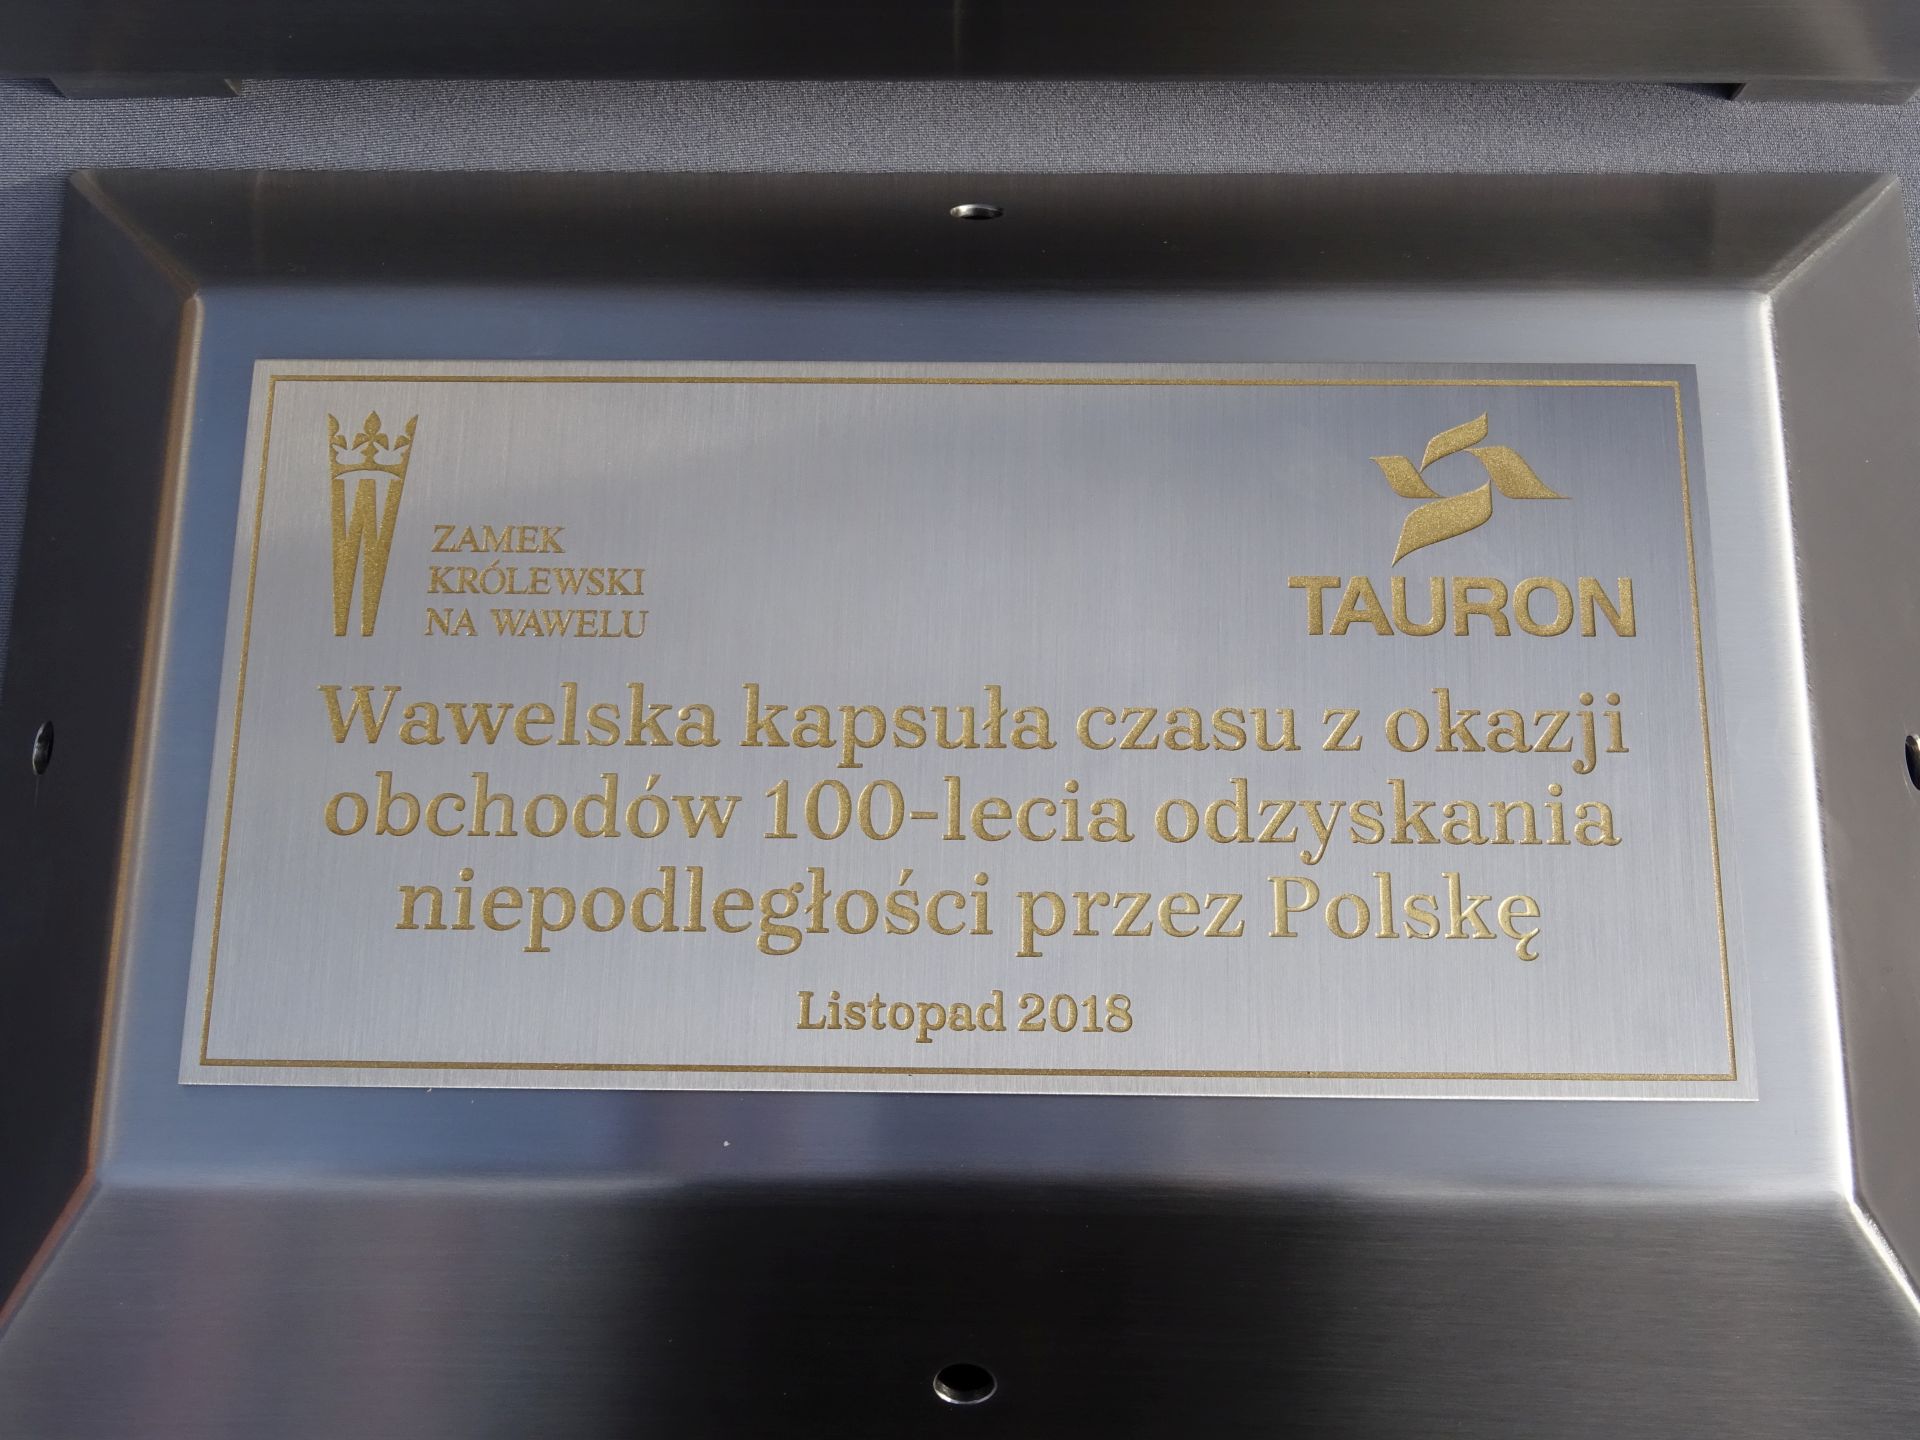 ZAMEK
KRÓLEWSKI
NA WAWELU
TAURON
Wawelska kapsuła czasu z okazji
obchodów 100-lecia odzyskania
niepodległości przez Polskę
Listopad 2018